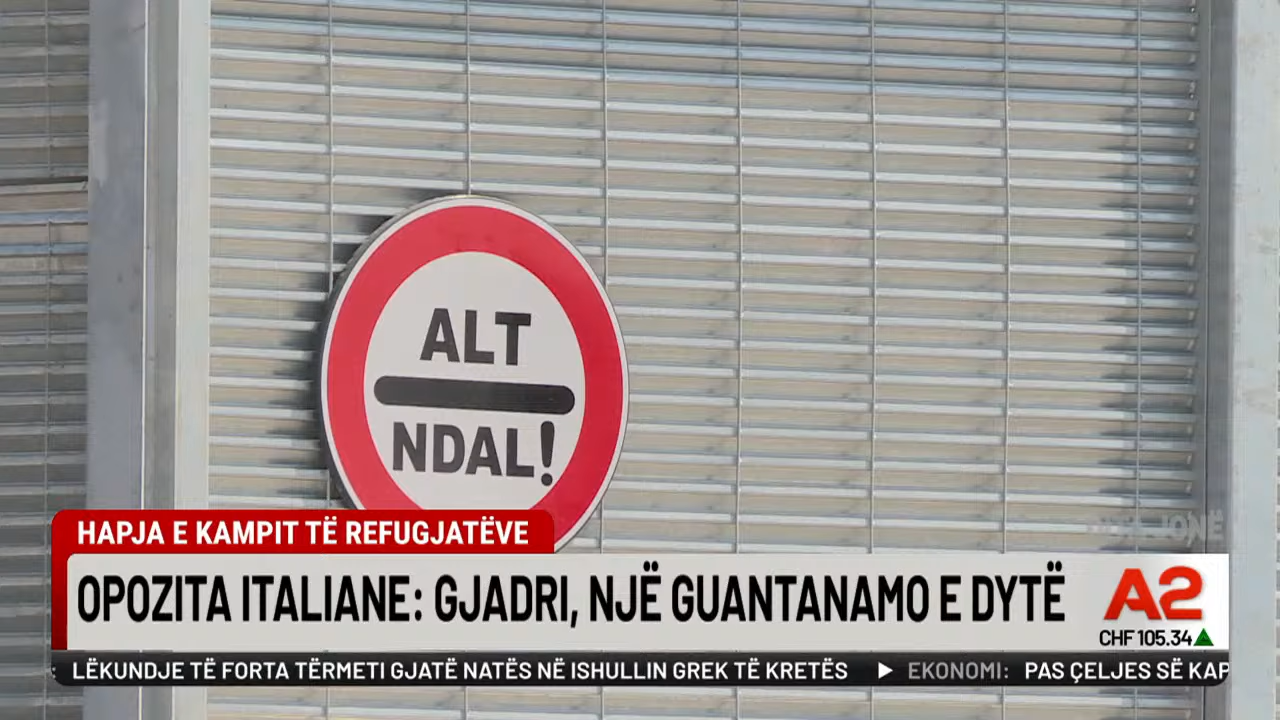 ALT
NDAL!
HAPJA E KAMPIT TË REFUGJATËVE
OPOZITA ITALIANE: GJADRI, NJË GUANTANAMO E DYTË
A2
CHF 105.34
LËKUNDJE TË FORTA TËRMETI GJATË NATËS NË ISHULLIN GREK TË KRETËS
EKONOMI: PAS ÇELJES SË KAP